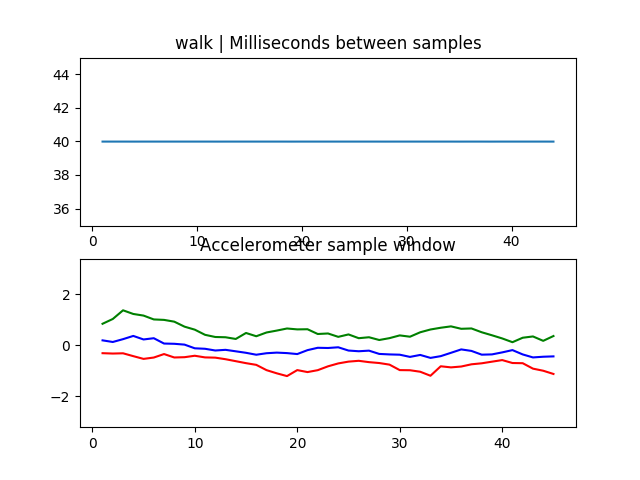 walk | Milliseconds between samples
44
42
40
38
36
0 10 20 30 40
Accelerometer sample window
2
0
−2
0 10 20 30 40